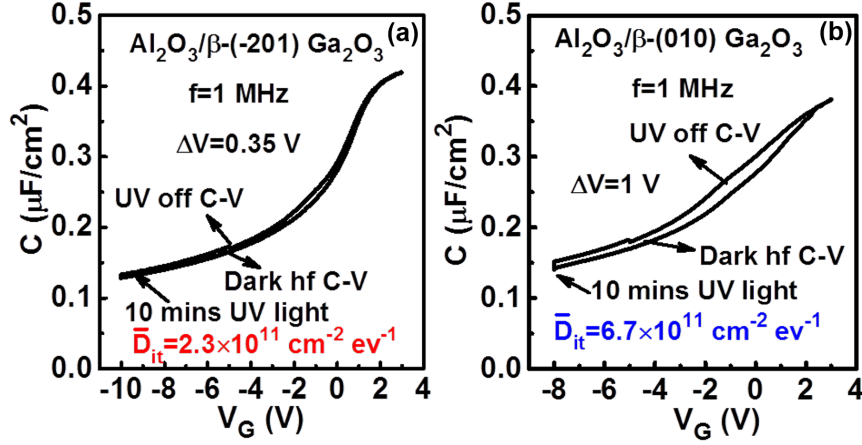 Al₂O₃/β-(-201) Ga₂O₃ (a)
f=1 MHz
ΔV=0.35 V
UV off C-V
Dark hf C-V
10 mins UV light
D̅it=2.3×10¹¹ cm⁻² ev⁻¹
C (μF/cm²)
0.5
0.4
0.3
0.2
0.1
0.0
-10 -8 -6 -4 -2 0 2 4
V_G (V)
Al₂O₃/β-(010) Ga₂O₃ (b)
f=1 MHz
UV off C-V
ΔV=1 V
Dark hf C-V
10 mins UV light
D̅it=6.7×10¹¹ cm⁻² ev⁻¹
C (μF/cm²)
0.5
0.4
0.3
0.2
0.1
0.0
-8 -6 -4 -2 0 2 4
V_G (V)